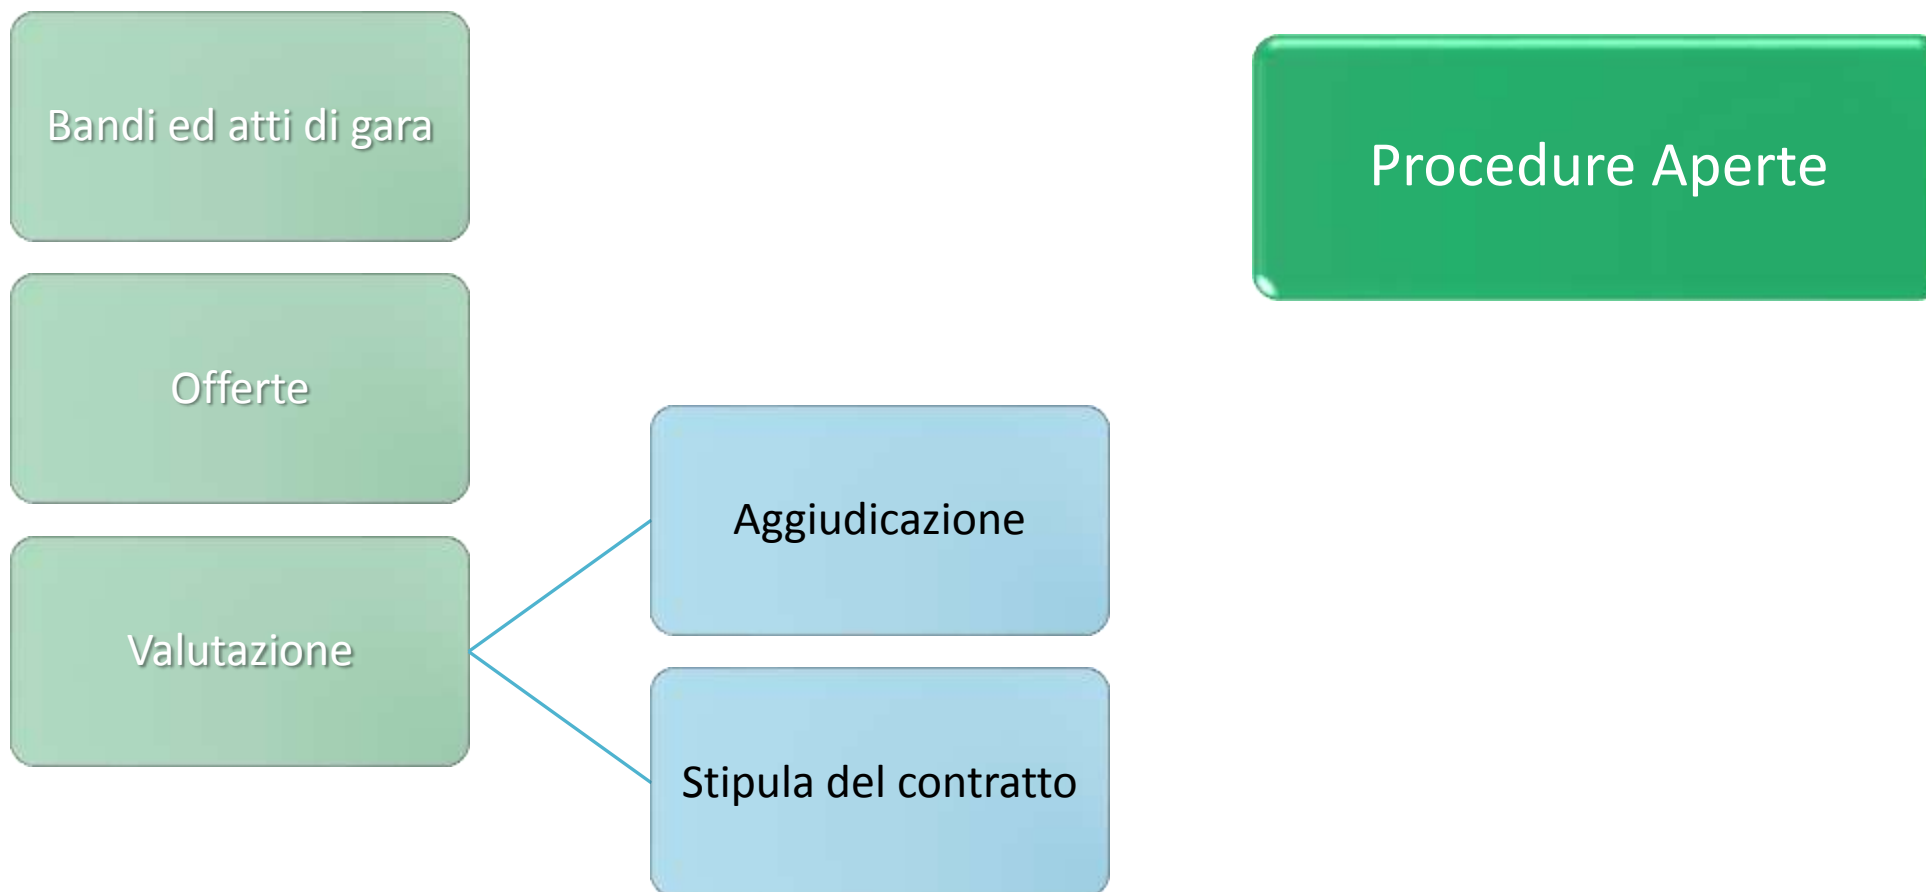 Procedure Aperte
Bandi ed atti di gara
Offerte
Valutazione
Aggiudicazione
Stipula del contratto